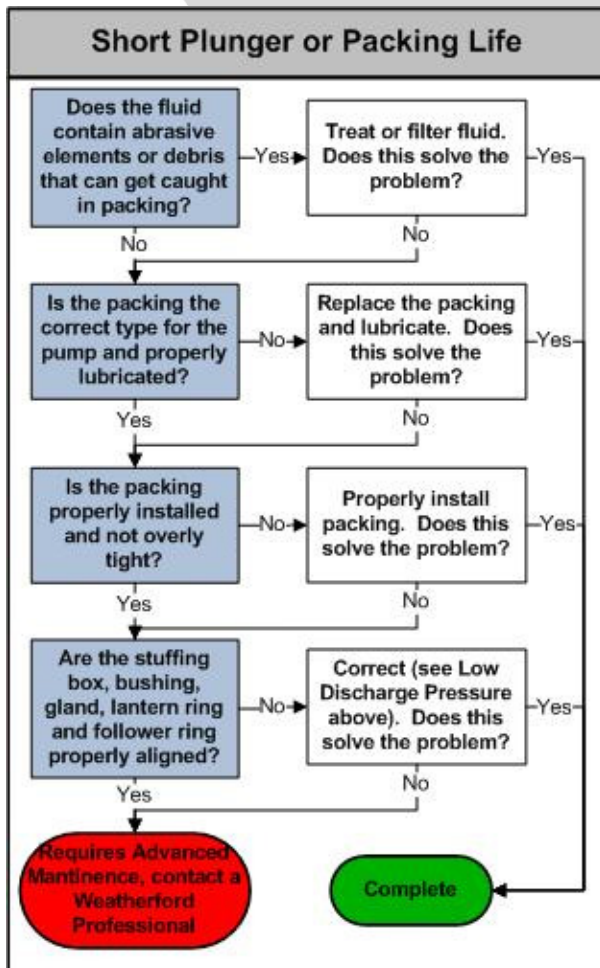 Short Plunger or Packing Life
Does the fluid
contain abrasive
elements or debris
that can get caught
in packing?
Yes
Treat or filter fluid.
Does this solve the
problem?
Yes
No
No
Is the packing the
correct type for the
pump and properly
lubricated?
No
Replace the packing
and lubricate. Does
this solve the
problem?
Yes
Yes
No
Is the packing
properly installed
and not overly
tight?
No
Properly install
packing. Does this
solve the problem?
Yes
Yes
No
Are the stuffing
box, bushing,
gland, lantern ring
and follower ring
properly aligned?
No
Correct (see Low
Discharge Pressure
above). Does this
solve the problem?
Yes
Yes
No
Requires Advanced
Mantinence, contact a
Weatherford
Professional
Complete